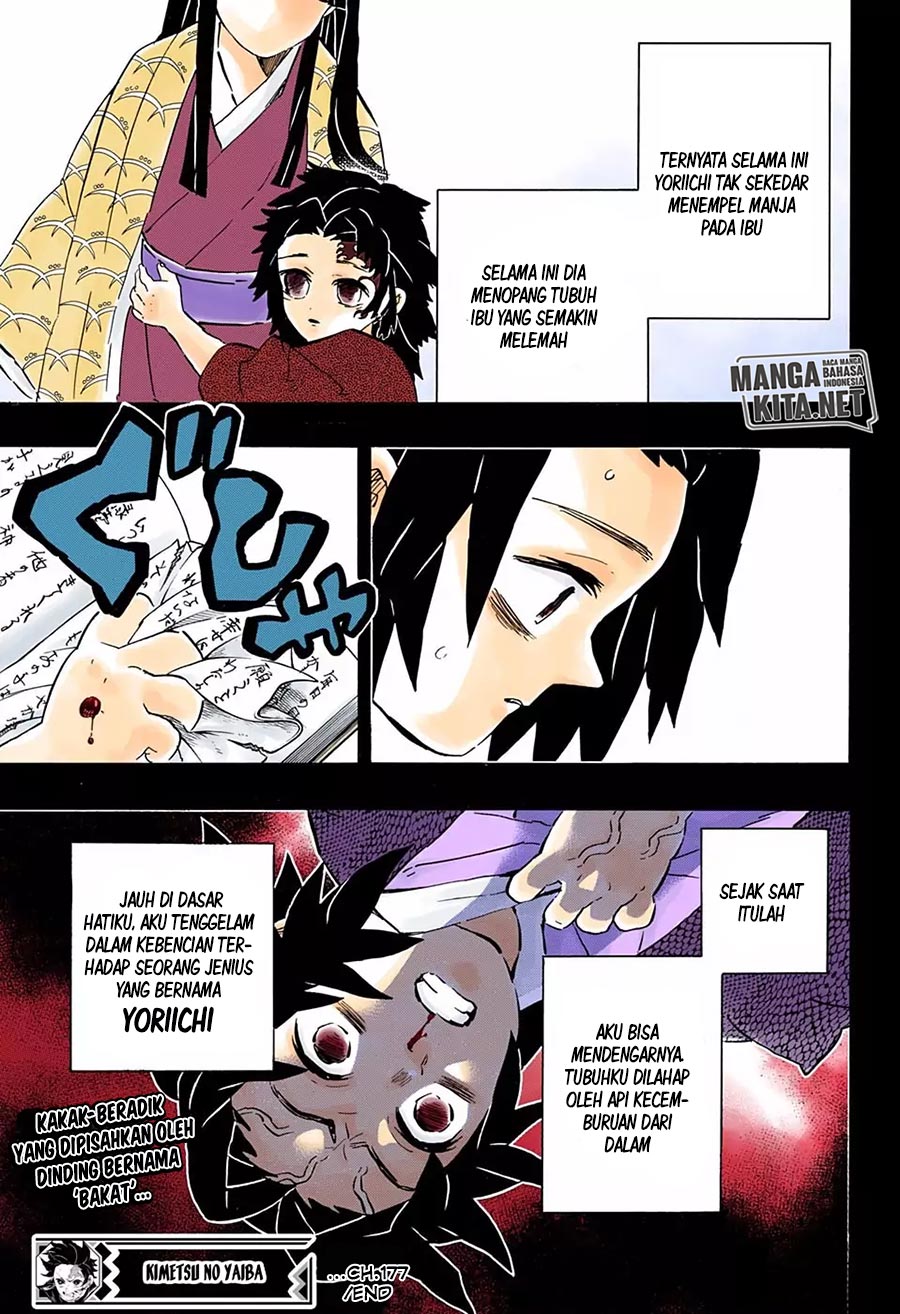 TERNYATA SELAMA INI
YORIICHI TAK SEKEDAR
MENEMPEL MANJA
PADA IBU
SELAMA INI DIA
MENOPANG TUBUH
IBU YANG SEMAKIN
MELEMAH
MANGA
KITA.NET
BACA MANGA
BAHASA
INDONESIA
ぐしゃ
SEJAK SAAT
ITULAH
AKU BISA
MENDENGARNYA.
TUBUHKU DILAHAP
OLEH API KECEM-
BURUAN DARI
DALAM
JAUH DI DASAR
HATIKU, AKU TENGGELAM
DALAM KEBENCIAN TER-
HADAP SEORANG JENIUS
YANG BERNAMA
YORIICHI
KAKAK-BERADIK
YANG DIPISAHKAN OLEH
DINDING BERNAMA
'BAKAT'...
KIMETSU NO YAIBA
...CH:177
/END